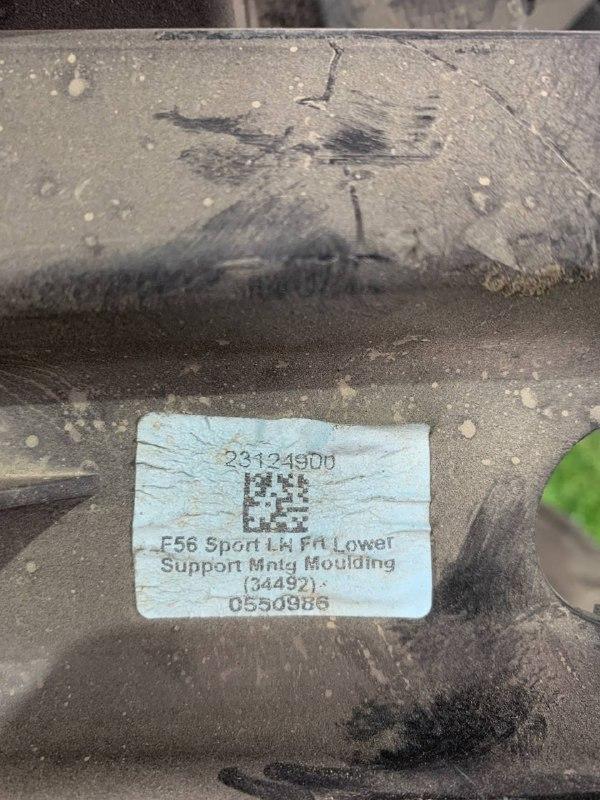 23124900
F56 Sport LH Frt Lower
Support Mntg Moulding
(34492)
0550986